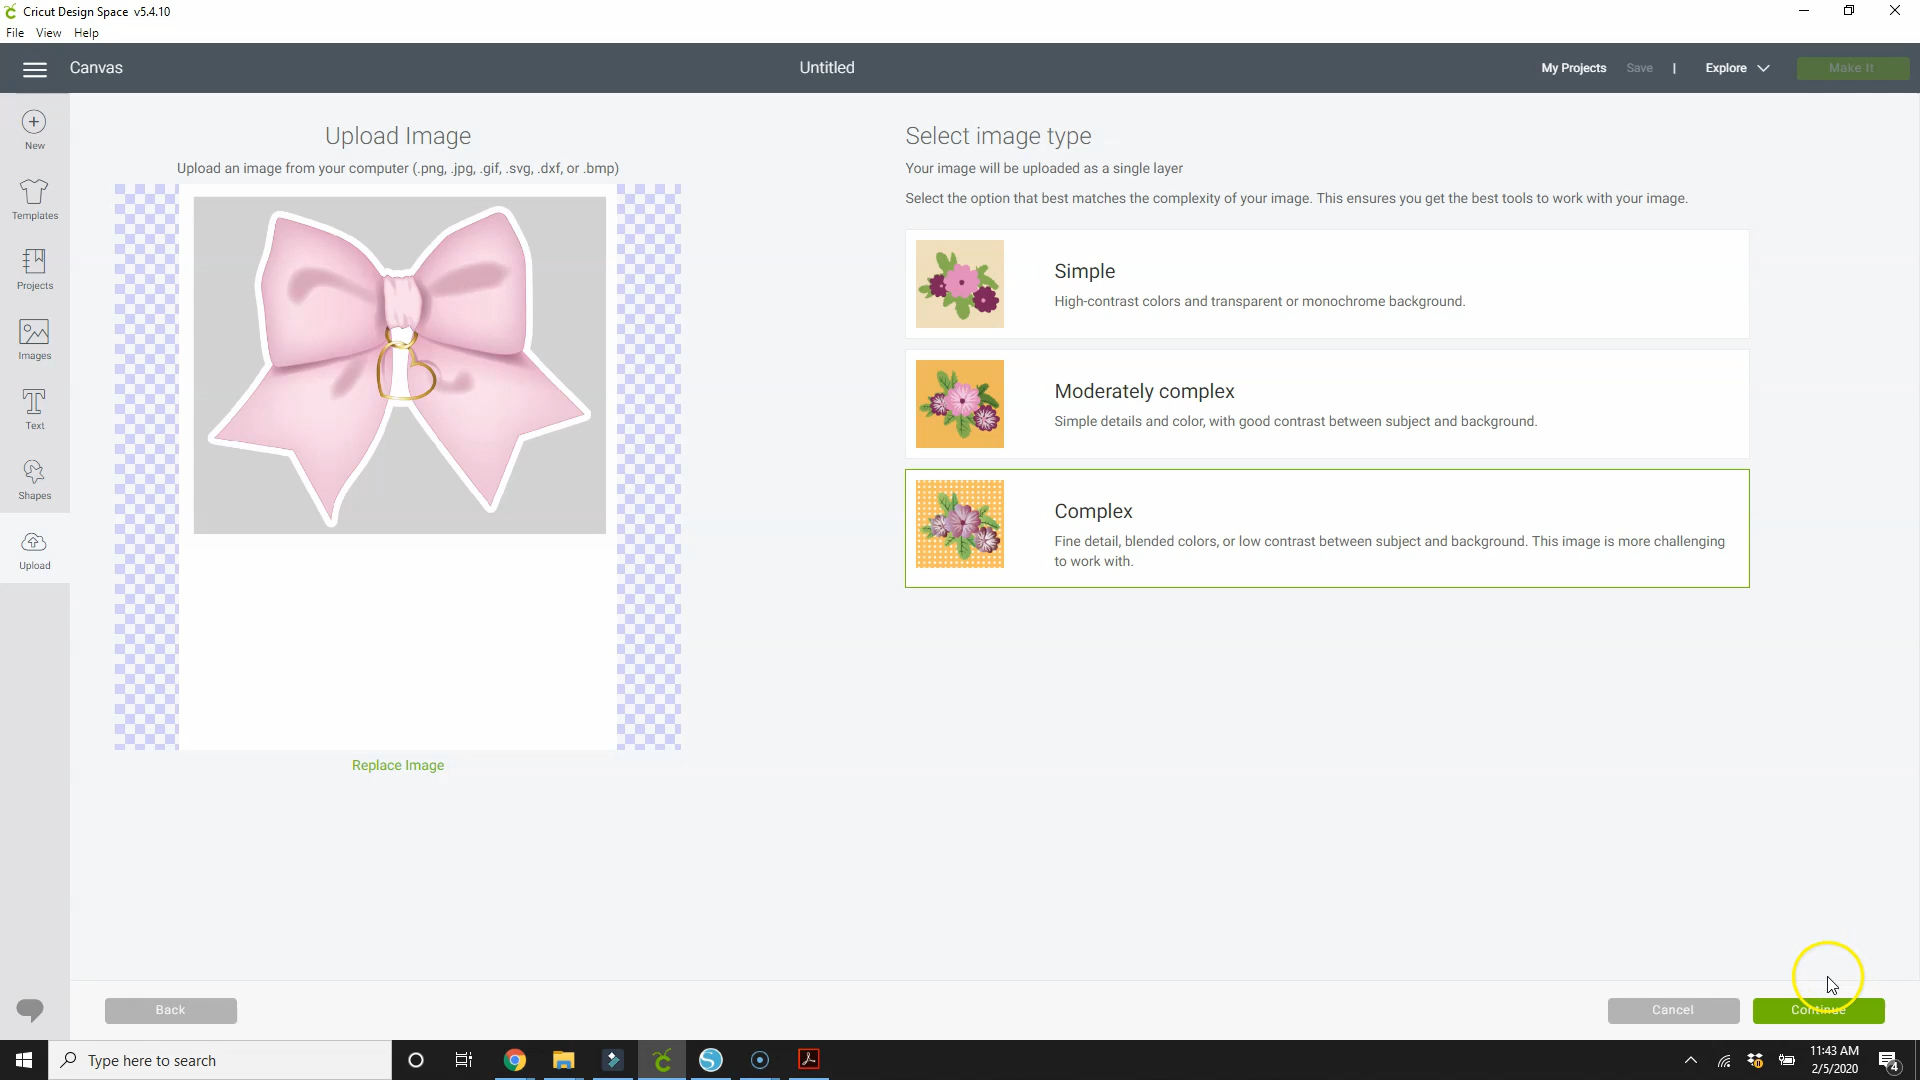 Cricut Design Space v5.4.10
File View Help
Canvas
Untitled
My Projects Save | Explore Make It
New
Templates
Projects
Images
Text
Shapes
Upload
Upload Image
Upload an image from your computer (.png, .jpg, .gif, .svg, .dxf, or .bmp)
Replace Image
Select image type
Your image will be uploaded as a single layer
Select the option that best matches the complexity of your image. This ensures you get the best tools to work with your image.
Simple
High-contrast colors and transparent or monochrome background.
Moderately complex
Simple details and color, with good contrast between subject and background.
Complex
Fine detail, blended colors, or low contrast between subject and background. This image is more challenging
to work with.
Back
Cancel
Continue
Type here to search
11:43 AM
2/5/2020
4